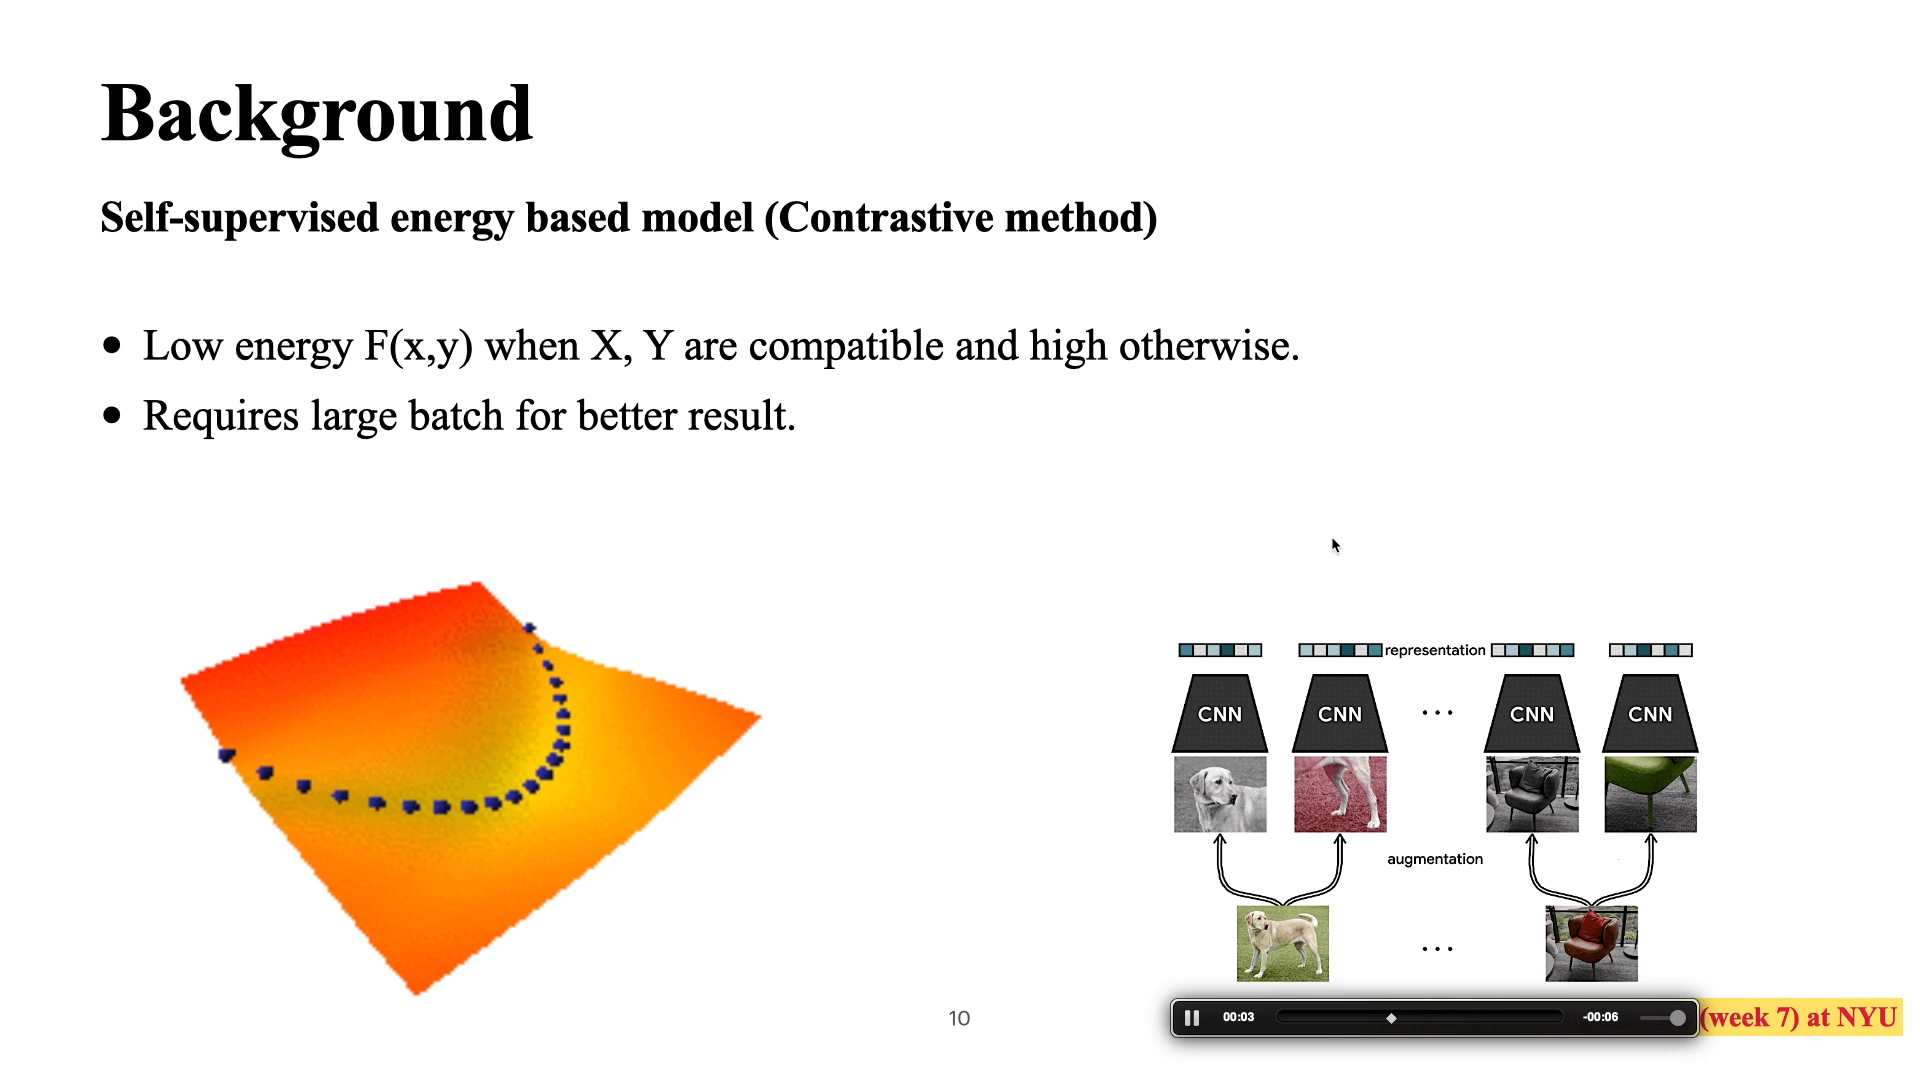 Background
Self-supervised energy based model (Contrastive method)
• Low energy F(x,y) when X, Y are compatible and high otherwise.
• Requires large batch for better result.
representation
CNN CNN ... CNN CNN
augmentation
...
10
00:03 -00:06
(week 7) at NYU